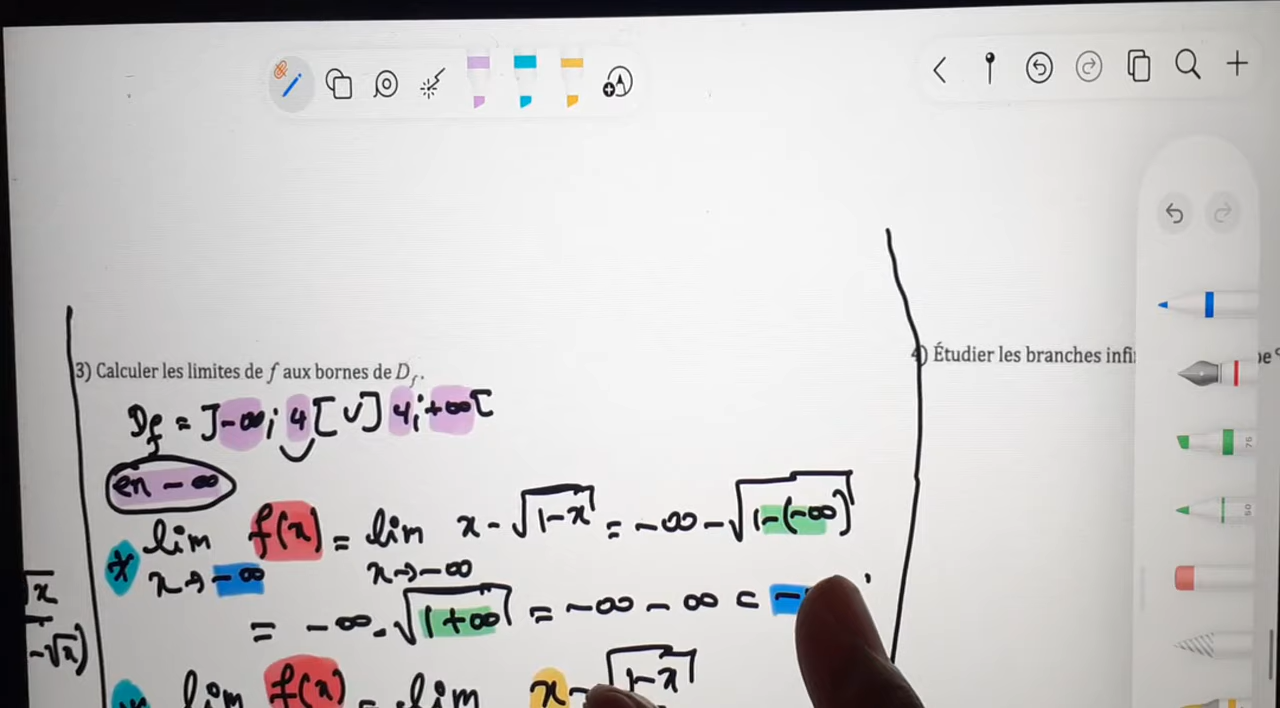 3) Calculer les limites de f aux bornes de D_f.
4) Étudier les branches infi
Df = ]-∞; 4[ ∪ ]4; +∞[
en -∞
* lim f(x) = lim x - √(1-x) = -∞ - √(1-(-∞))
x→-∞ x→-∞
= -∞ - √(1+∞) = -∞ - ∞ =
-√x)
lim f(x) = lim x - √(1-x)